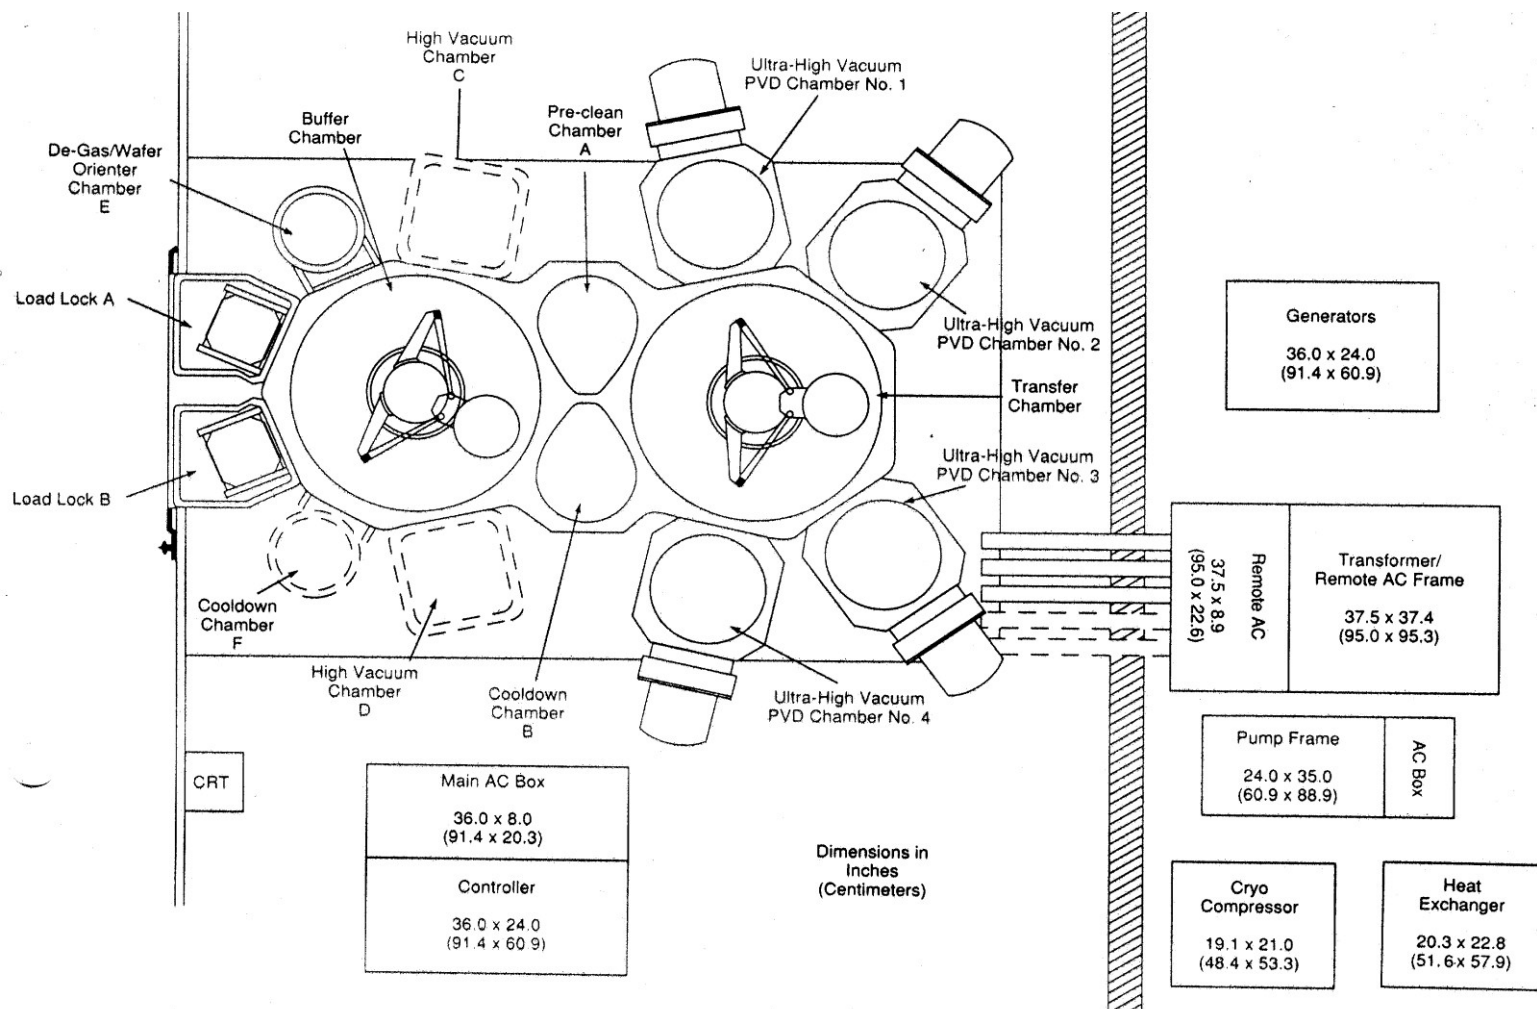 High Vacuum
Chamber
C
Ultra-High Vacuum
PVD Chamber No. 1
Pre-clean
Chamber
A
Buffer
Chamber
De-Gas/Wafer
Orienter
Chamber
E
Load Lock A
Load Lock B
Ultra-High Vacuum
PVD Chamber No. 2
Transfer
Chamber
Ultra-High Vacuum
PVD Chamber No. 3
Cooldown
Chamber
F
High Vacuum
Chamber
D
Cooldown
Chamber
B
Ultra-High Vacuum
PVD Chamber No. 4
Generators
36.0 x 24.0
(91.4 x 60.9)
Remote AC
37.5 x 8.9
(95.0 x 22.6)
Transformer/
Remote AC Frame
37.5 x 37.4
(95.0 x 95.3)
Pump Frame
24.0 x 35.0
(60.9 x 88.9)
AC Box
CRT
Main AC Box
36.0 x 8.0
(91.4 x 20.3)
Controller
36.0 x 24.0
(91.4 x 60.9)
Dimensions in
Inches
(Centimeters)
Cryo
Compressor
19.1 x 21.0
(48.4 x 53.3)
Heat
Exchanger
20.3 x 22.8
(51.6 x 57.9)